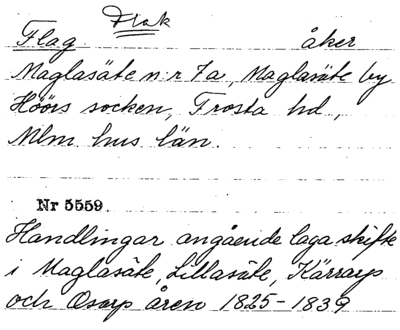 Flak
Flag åker
Maglasäte n:r 7a, Maglasäte by
Höörs socken, Frosta hd,
Mlm hus län.
Nr 5559.
Handlingar angående laga skifte
i Maglasäte, Lillasäte, Kärrarp
och Osarp åren 1825-1839